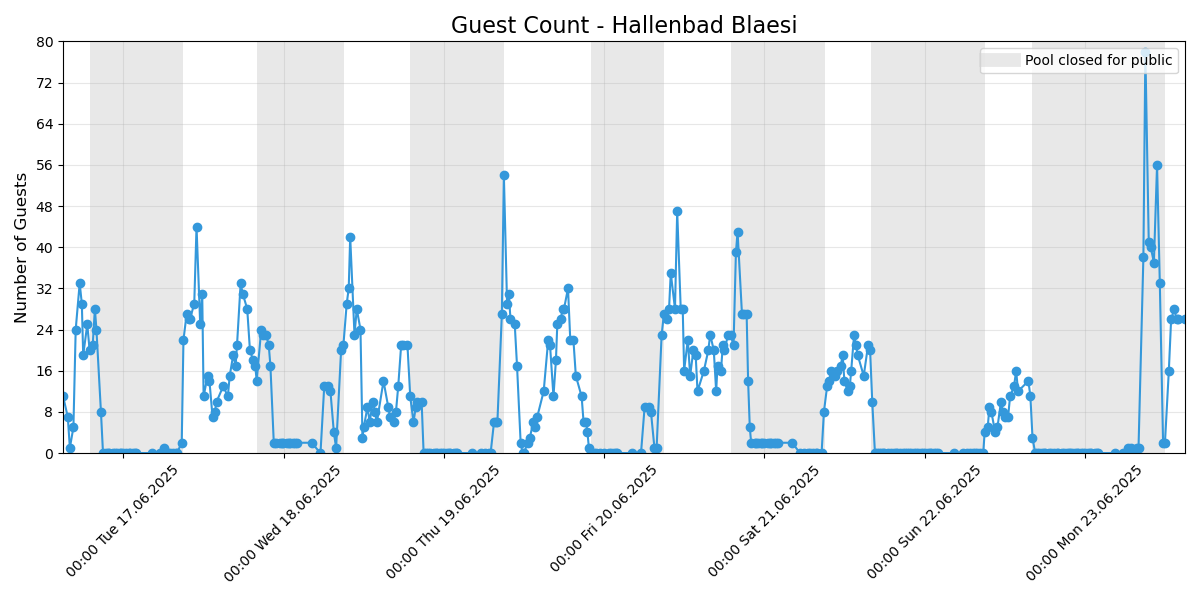 Guest Count - Hallenbad Blaesi
Pool closed for public
Number of Guests
80
72
64
56
48
40
32
24
16
8
0
00:00 Tue 17.06.2025
00:00 Wed 18.06.2025
00:00 Thu 19.06.2025
00:00 Fri 20.06.2025
00:00 Sat 21.06.2025
00:00 Sun 22.06.2025
00:00 Mon 23.06.2025